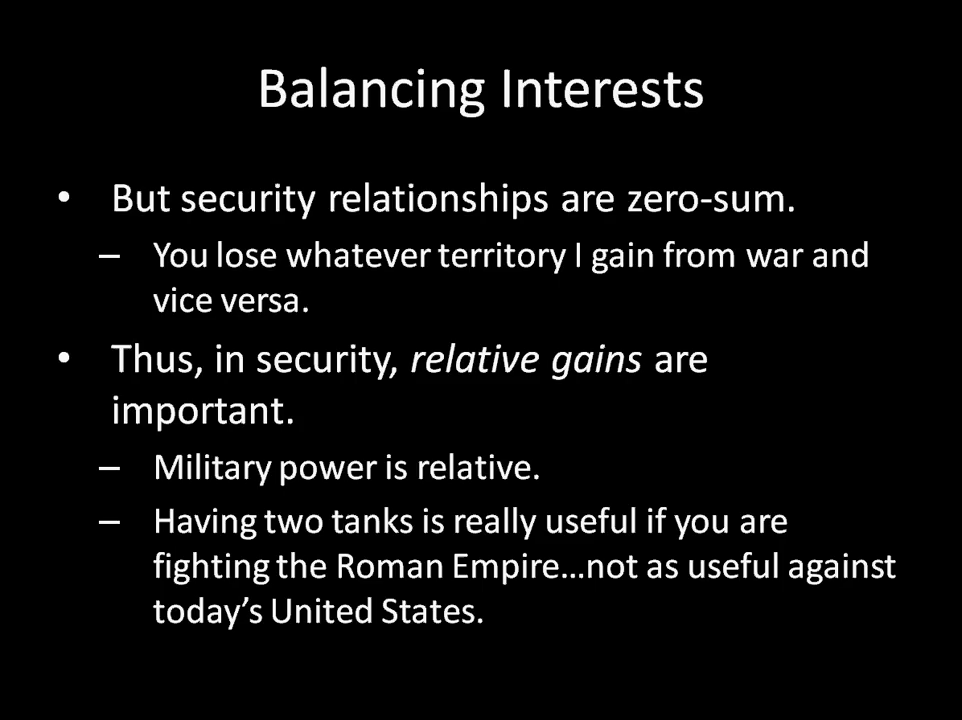 Balancing Interests
• But security relationships are zero-sum.
– You lose whatever territory I gain from war and
vice versa.
• Thus, in security, relative gains are
important.
– Military power is relative.
– Having two tanks is really useful if you are
fighting the Roman Empire…not as useful against
today’s United States.